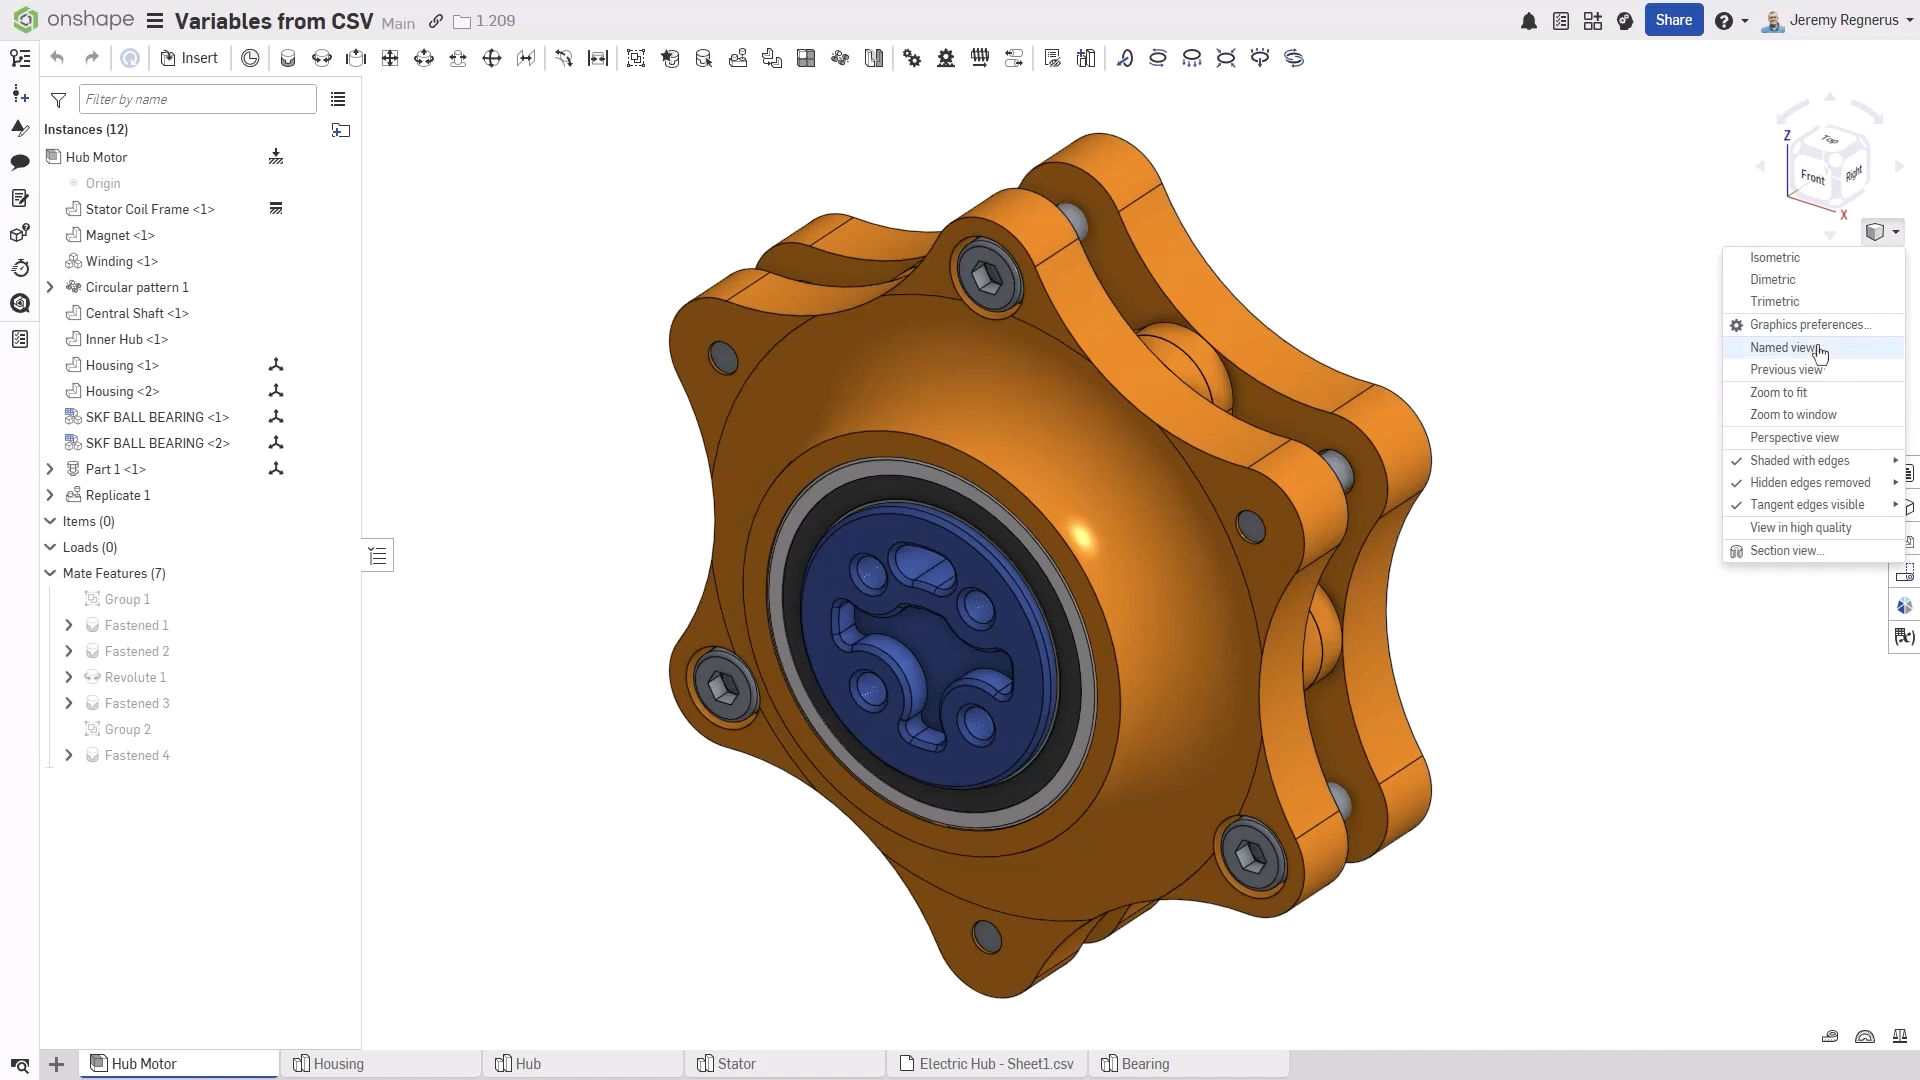 onshape Variables from CSV Main 1.209 Share Jeremy Regnerus
Insert
Filter by name
Instances (12)
Hub Motor
Origin
Stator Coil Frame <1>
Magnet <1>
Winding <1>
Circular pattern 1
Central Shaft <1>
Inner Hub <1>
Housing <1>
Housing <2>
SKF BALL BEARING <1>
SKF BALL BEARING <2>
Part 1 <1>
Replicate 1
Items (0)
Loads (0)
Mate Features (7)
Group 1
Fastened 1
Fastened 2
Revolute 1
Fastened 3
Group 2
Fastened 4
Top
Front
Right
Z
X
Y
Isometric
Dimetric
Trimetric
Graphics preferences...
Named view
Previous view
Zoom to fit
Zoom to window
Perspective view
Shaded with edges
Hidden edges removed
Tangent edges visible
View in high quality
Section view...
(x)
Hub Motor Housing Hub Stator Electric Hub - Sheet1.csv Bearing